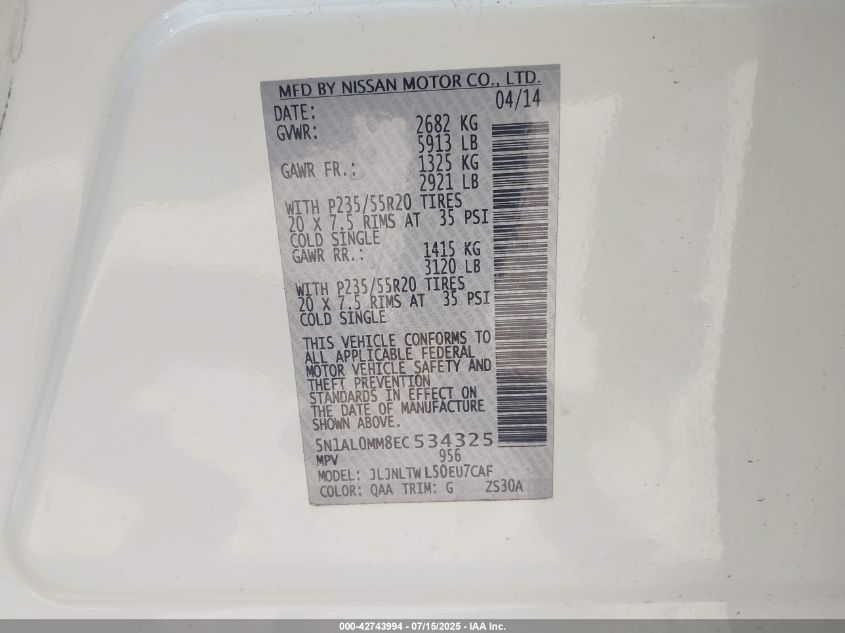 MFD BY NISSAN MOTOR CO., LTD.
DATE: 04/14
GVWR: 2682 KG
5913 LB
GAWR FR.: 1325 KG
2921 LB
WITH P235/55R20 TIRES
20 X 7.5 RIMS AT 35 PSI
COLD SINGLE
GAWR RR.: 1415 KG
3120 LB
WITH P235/55R20 TIRES
20 X 7.5 RIMS AT 35 PSI
COLD SINGLE
THIS VEHICLE CONFORMS TO
ALL APPLICABLE FEDERAL
MOTOR VEHICLE SAFETY AND
THEFT PREVENTION
STANDARDS IN EFFECT ON
THE DATE OF MANUFACTURE
SHOWN ABOVE.
5N1AL0MM8EC534325
MPV 956
MODEL: JLJNLTWL50EU7CAF
COLOR: QAA TRIM: G ZS30A
000-42743994 - 07/15/2025 - IAA Inc.